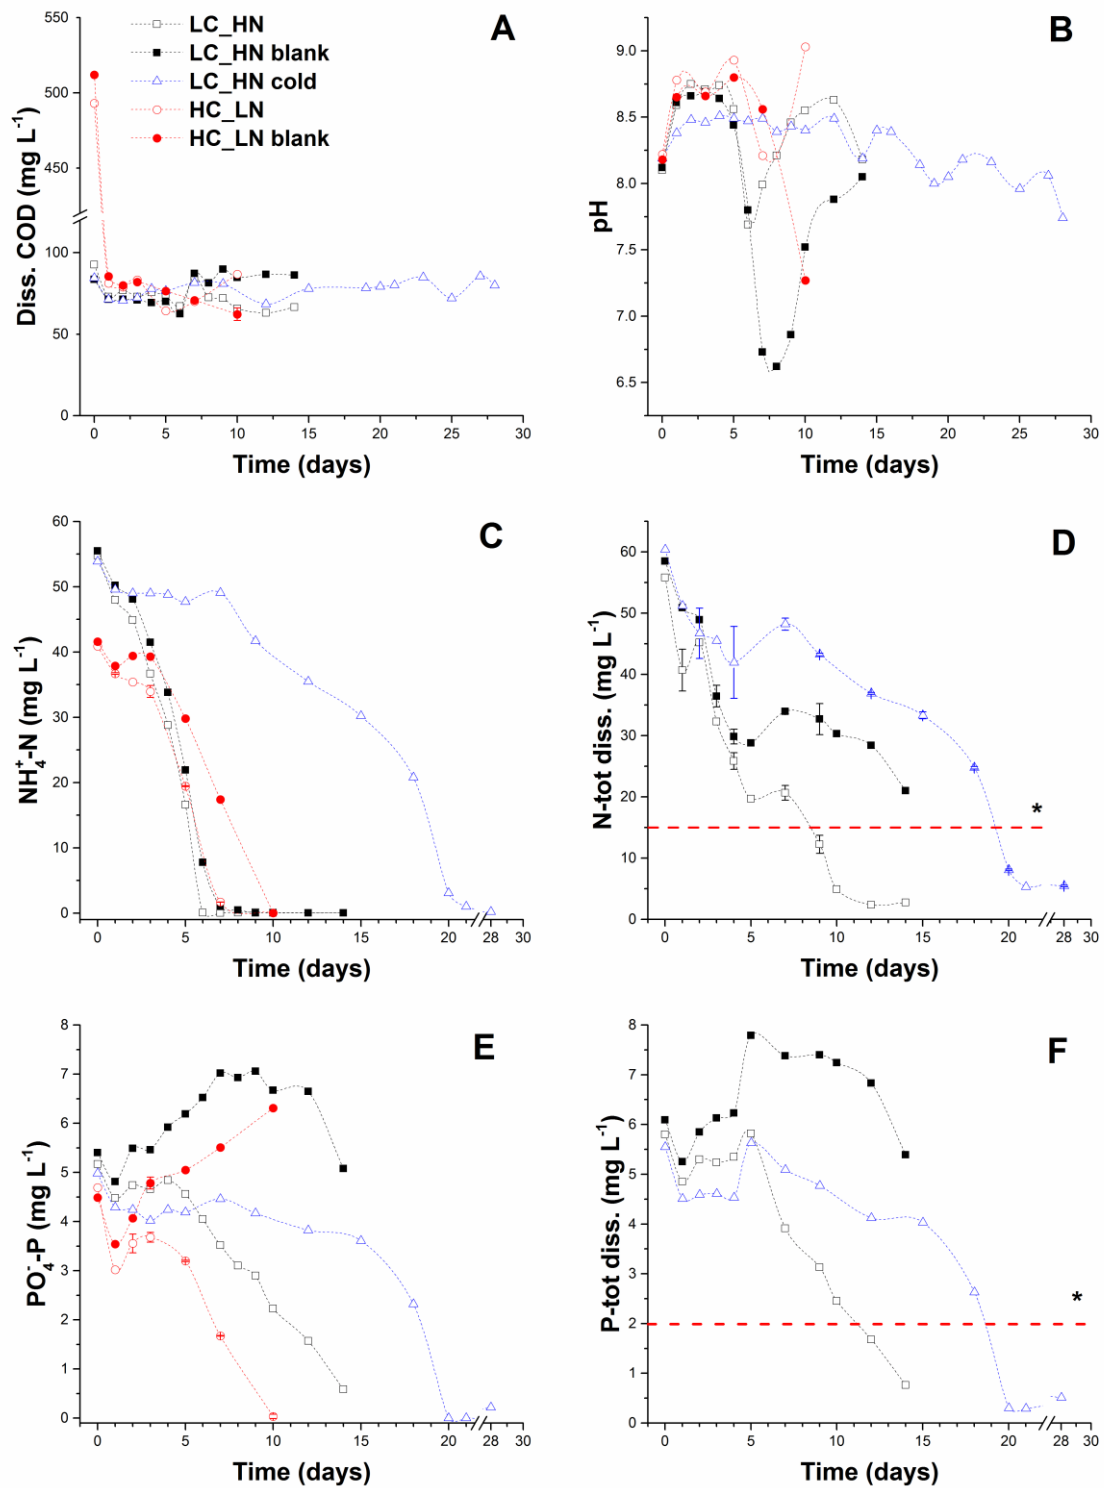 A
LC_HN
LC_HN blank
LC_HN cold
HC_LN
HC_LN blank
Diss. COD (mg L⁻¹)
550
500
450
100
50
0
0 5 10 15 20 25 30
Time (days)
B
pH
9.0
8.5
8.0
7.5
7.0
6.5
0 5 10 15 20 25 30
Time (days)
C
NH₄⁺-N (mg L⁻¹)
60
50
40
30
20
10
0
0 5 10 15 20 28
Time (days)
D
N-tot diss. (mg L⁻¹)
60
50
40
30
20
10
0
*
0 5 10 15 20 28
Time (days)
E
PO₄⁻-P (mg L⁻¹)
8
7
6
5
4
3
2
1
0
0 5 10 15 20 28
Time (days)
F
P-tot diss. (mg L⁻¹)
8
7
6
5
4
3
2
1
0
*
0 5 10 15 20 28
Time (days)